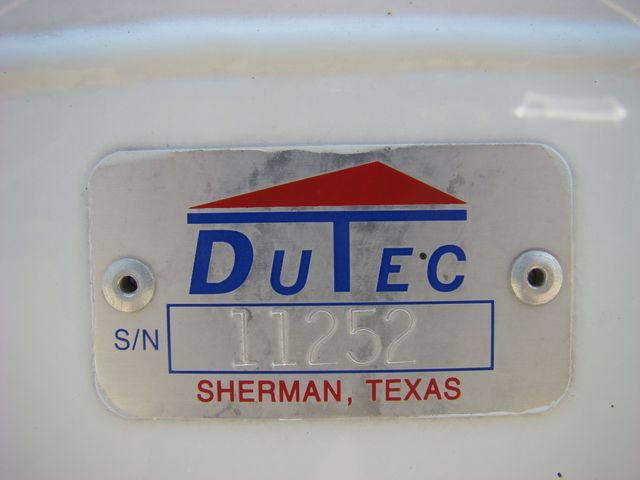 DUTEC
S/N 11252
SHERMAN, TEXAS